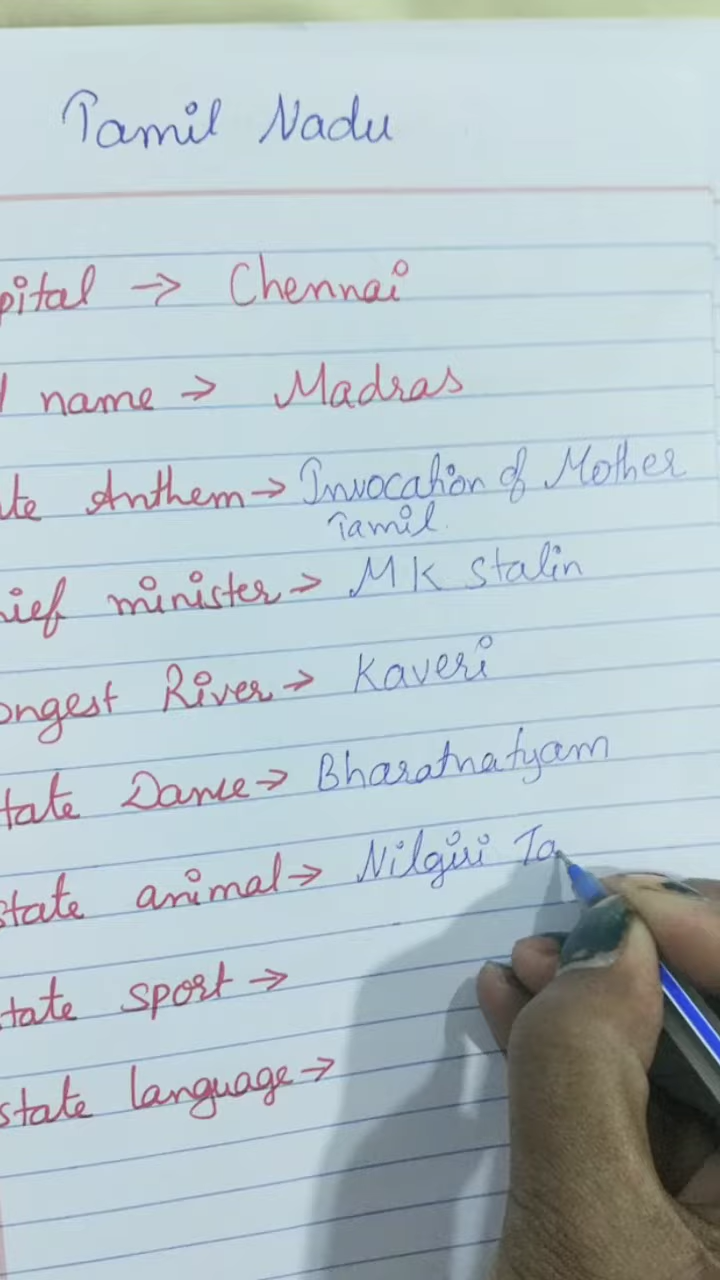 Tamil Nadu
pital → Chennai
l name → Madras
te Anthem → Invocation of Mother
Tamil.
ief minister → MK Stalin
ongest River → Kaveri
tate Dance → Bharatnatyam
state animal → Nilgiri Ta
tate sport →
state language →